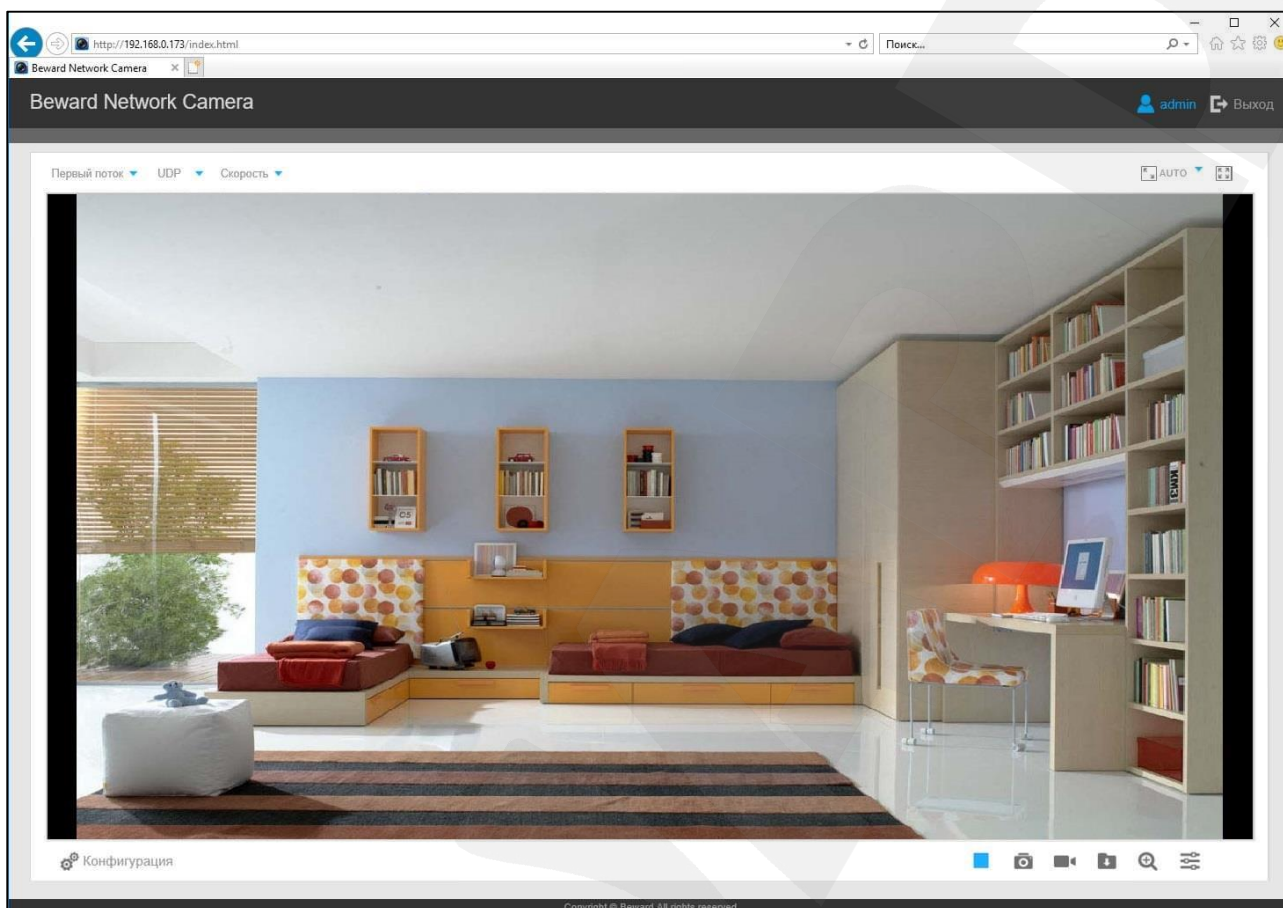 http://192.168.0.173/index.html
Поиск...
Beward Network Camera
Beward Network Camera
admin
Выход
Первый поток
UDP
Скорость
AUTO
Конфигурация
Copyright © Beward All rights reserved